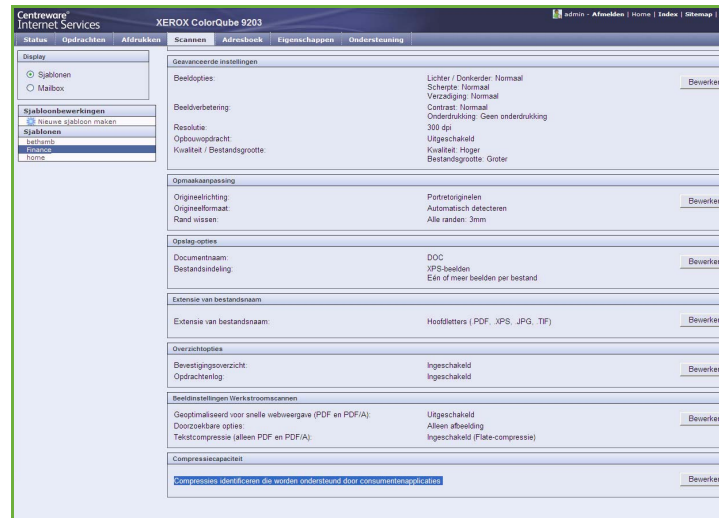 Centreware®
Internet Services
XEROX ColorQube 9203
admin - Afmelden | Home | Index | Sitemap |
Status Opdrachten Afdrukken Scannen Adresboek Eigenschappen Ondersteuning
Display
Sjablonen
Mailbox
Sjabloonbewerkingen
Nieuwe sjabloon maken
Sjablonen
bethsmb
Finance
home
Geavanceerde instellingen
Beeldopties: Lichter / Donkerder: Normaal Bewerken
Scherpte: Normaal
Verzadiging: Normaal
Beeldverbetering: Contrast: Normaal
Onderdrukking: Geen onderdrukking
Resolutie: 300 dpi
Opbouwopdracht: Uitgeschakeld
Kwaliteit / Bestandsgrootte: Kwaliteit: Hoger
Bestandsgrootte: Groter
Opmaakaanpassing
Origineelrichting: Portretoriginelen Bewerken
Origineelformaat: Automatisch detecteren
Rand wissen: Alle randen: 3mm
Opslag-opties
Documentnaam: DOC Bewerken
Bestandsindeling: XPS-beelden
Eén of meer beelden per bestand
Extensie van bestandsnaam
Extensie van bestandsnaam: Hoofdletters (.PDF, .XPS, .JPG, .TIF) Bewerken
Overzichtopties
Bevestigingsoverzicht: Ingeschakeld Bewerken
Opdrachtenlog: Ingeschakeld
Beeldinstellingen Werkstroomscannen
Geoptimaliseerd voor snelle webweergave (PDF en PDF/A): Uitgeschakeld Bewerken
Doorzoekbare opties: Alleen afbeelding
Tekstcompressie (alleen PDF en PDF/A): Ingeschakeld (Flate-compressie)
Compressiecapaciteit
Compressies identificeren die worden ondersteund door consumentenapplicaties Bewerken